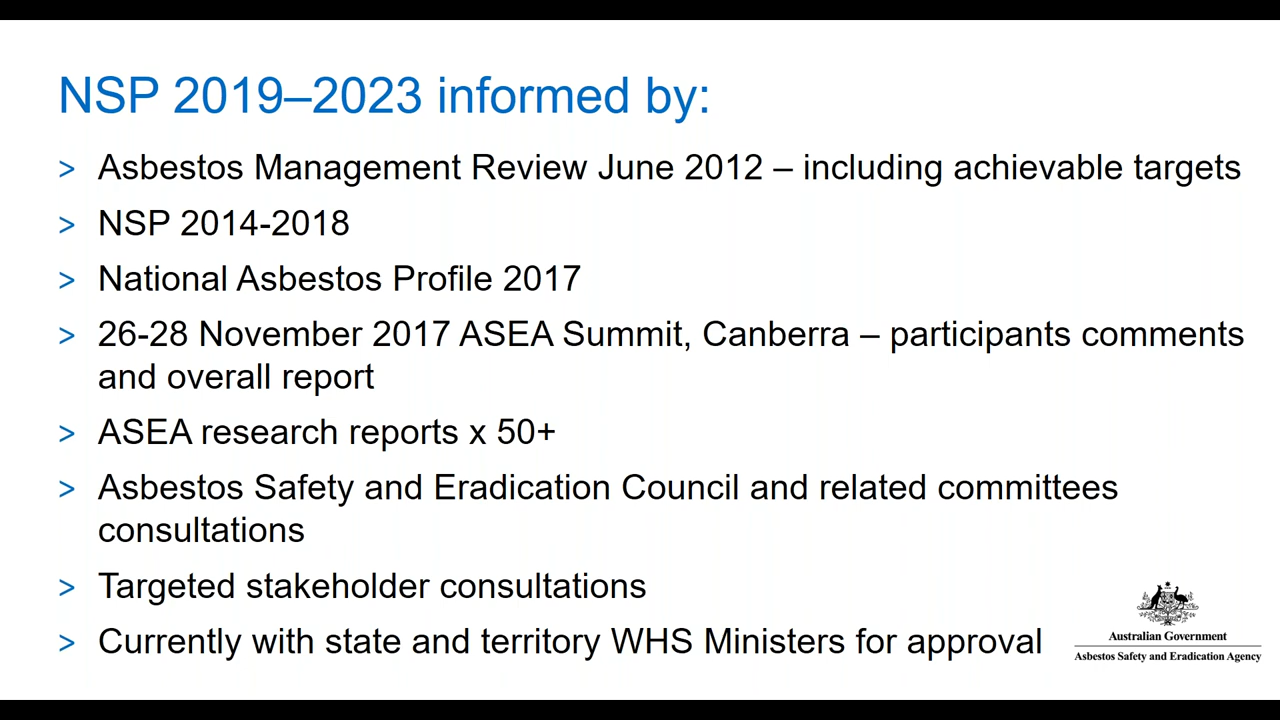 NSP 2019–2023 informed by:
> Asbestos Management Review June 2012 – including achievable targets
> NSP 2014-2018
> National Asbestos Profile 2017
> 26-28 November 2017 ASEA Summit, Canberra – participants comments
and overall report
> ASEA research reports x 50+
> Asbestos Safety and Eradication Council and related committees
consultations
> Targeted stakeholder consultations
> Currently with state and territory WHS Ministers for approval
Australian Government
Asbestos Safety and Eradication Agency